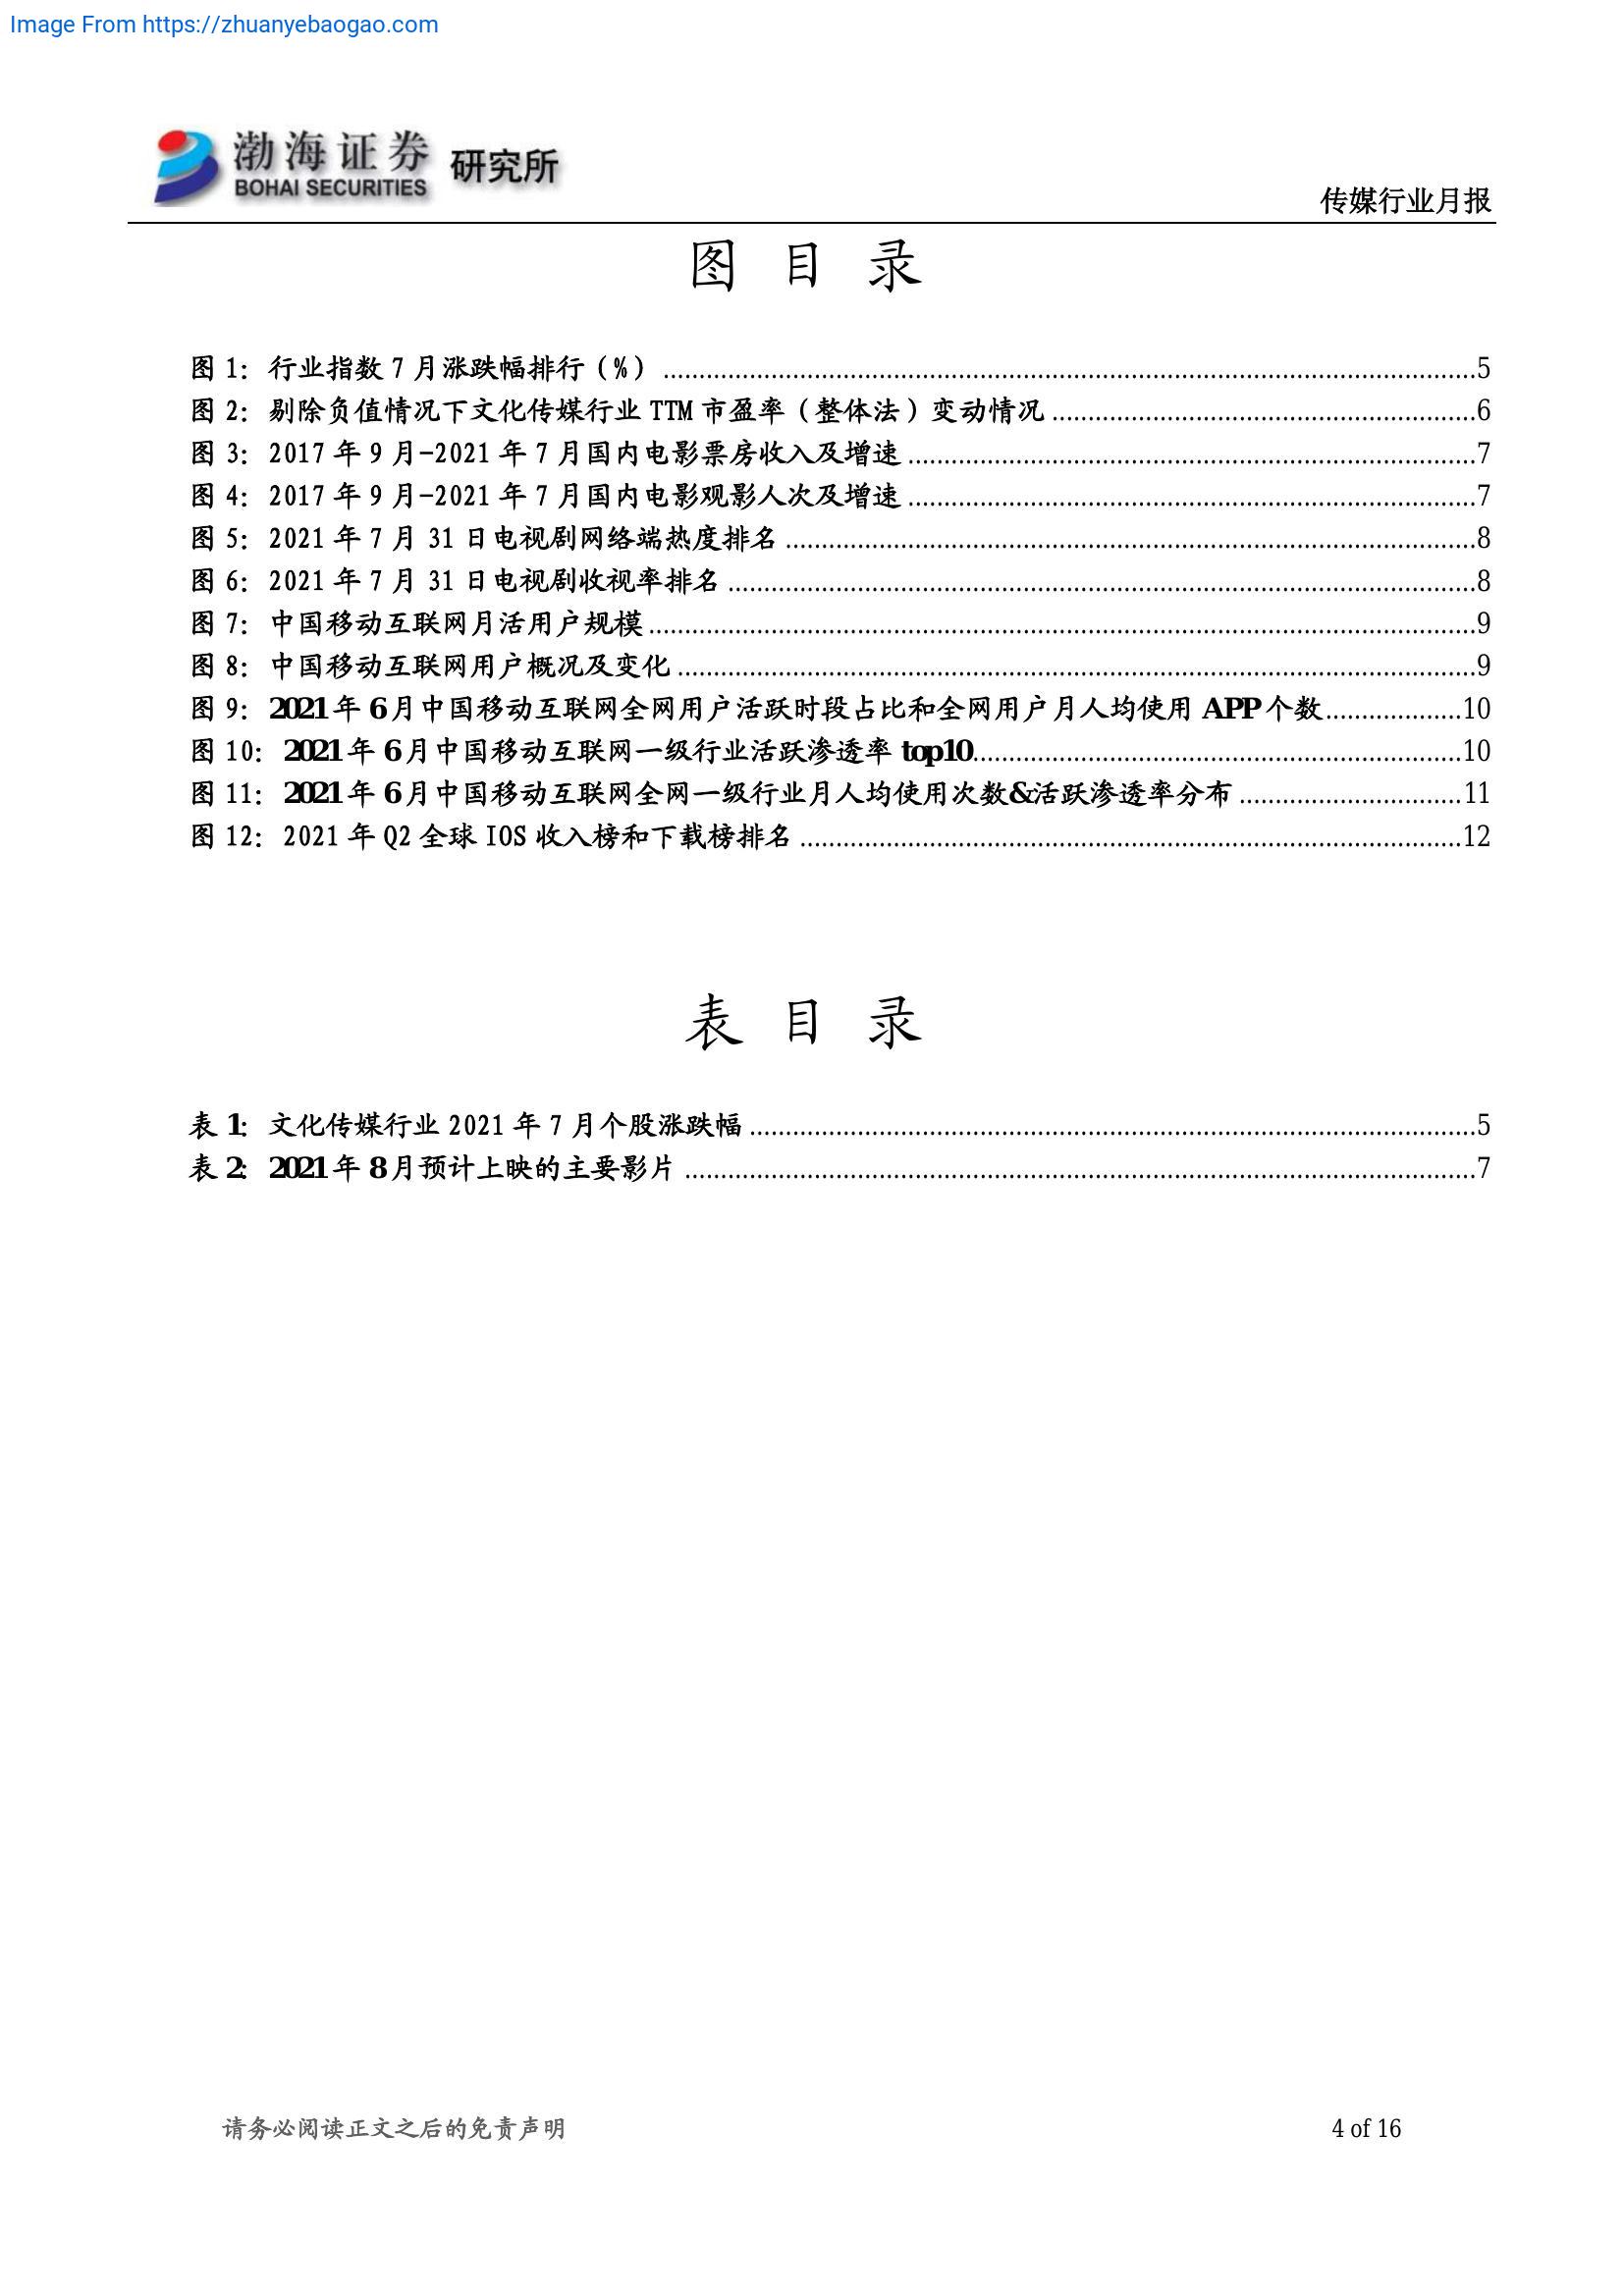 Image From https://zhuanyebaogao.com
渤海证券 研究所
BOHAI SECURITIES
传媒行业月报
图 目 录
图 1：行业指数 7 月涨跌幅排行（%）5
图 2：剔除负值情况下文化传媒行业 TTM 市盈率（整体法）变动情况6
图 3：2017 年 9 月-2021 年 7 月国内电影票房收入及增速7
图 4：2017 年 9 月-2021 年 7 月国内电影观影人次及增速7
图 5：2021 年 7 月 31 日电视剧网络端热度排名8
图 6：2021 年 7 月 31 日电视剧收视率排名8
图 7：中国移动互联网月活用户规模9
图 8：中国移动互联网用户概况及变化9
图 9：2021 年 6 月中国移动互联网全网用户活跃时段占比和全网用户月人均使用 APP 个数10
图 10：2021 年 6 月中国移动互联网一级行业活跃渗透率 top1010
图 11：2021 年 6 月中国移动互联网全网一级行业月人均使用次数&活跃渗透率分布11
图 12：2021 年 Q2 全球 IOS 收入榜和下载榜排名12
表 目 录
表 1：文化传媒行业 2021 年 7 月个股涨跌幅5
表 2：2021 年 8 月预计上映的主要影片7
请务必阅读正文之后的免责声明
4 of 16